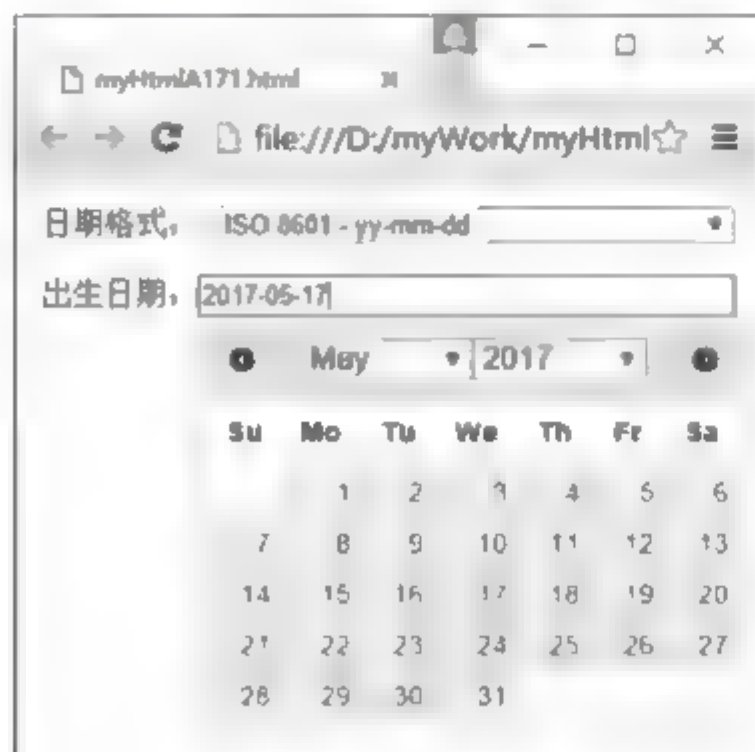 myHtmlA171.html
file:///D:/myWork/myHtml
日期格式: ISO 8601 - yy-mm-dd
出生日期: 2017-05-17
May 2017
Su Mo Tu We Th Fr Sa
1 2 3 4 5 6
7 8 9 10 11 12 13
14 15 16 17 18 19 20
21 22 23 24 25 26 27
28 29 30 31